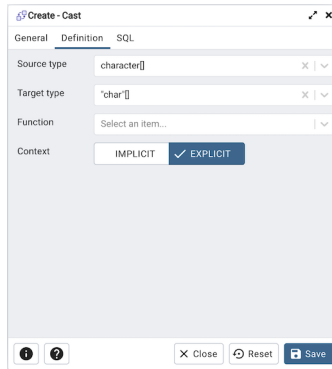 Create - Cast
General Definition SQL
Source type character[]
Target type "char"[]
Function Select an item...
Context IMPLICIT EXPLICIT
Close Reset Save